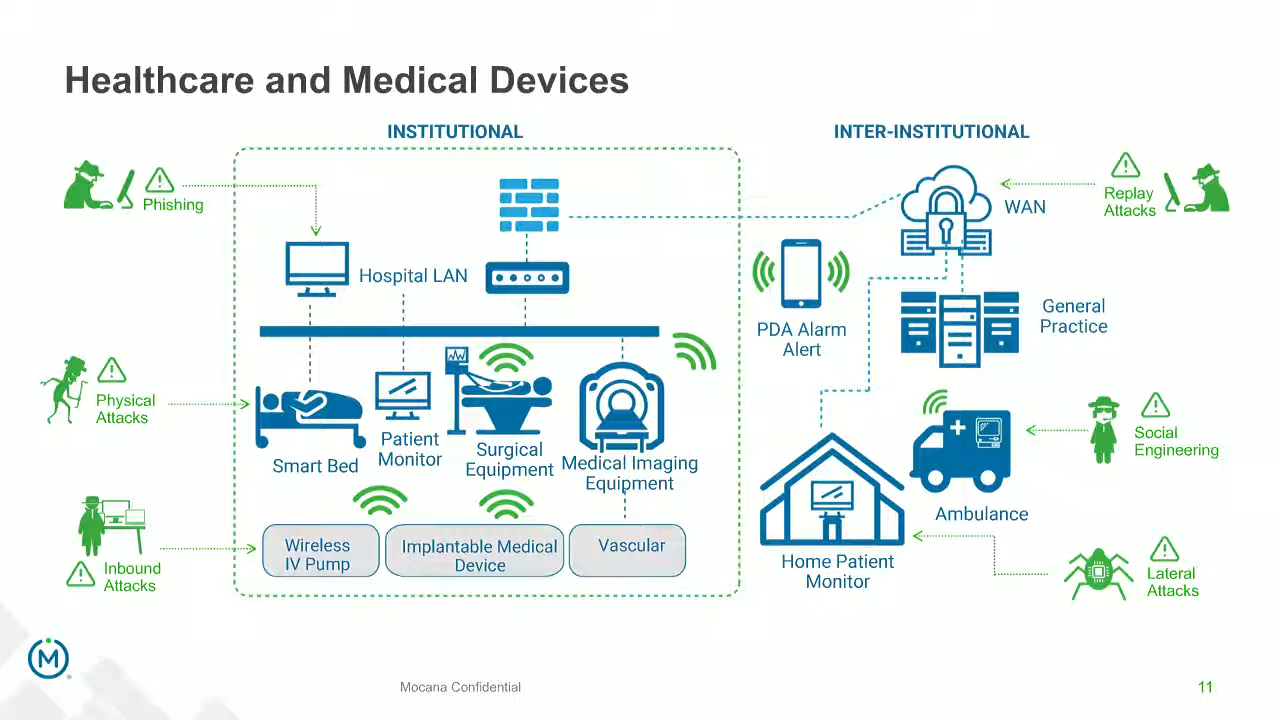 Healthcare and Medical Devices
INSTITUTIONAL
INTER-INSTITUTIONAL
Phishing
Replay
Attacks
WAN
Hospital LAN
PDA Alarm
Alert
General
Practice
Physical
Attacks
Smart Bed
Patient
Monitor
Surgical
Equipment
Medical Imaging
Equipment
Social
Engineering
Ambulance
Inbound
Attacks
Wireless
IV Pump
Implantable Medical
Device
Vascular
Home Patient
Monitor
Lateral
Attacks
M
Mocana Confidential
11